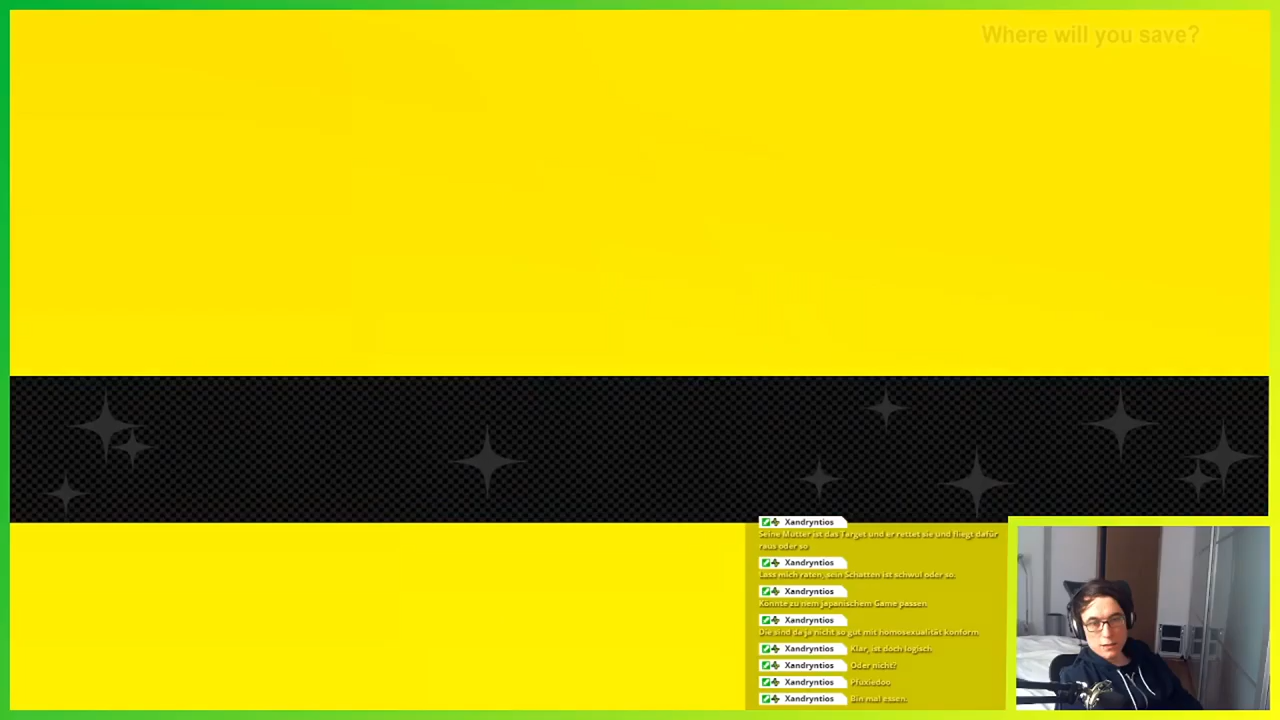 Where will you save?
Xandryntios
Seine Mutter ist das Target und er rettet sie und fliegt dafür
raus oder so
Xandryntios
Lass mich raten, sein Schatten ist schwul oder so.
Xandryntios
Könnte zu nem japanischem Game passen
Xandryntios
Die sind da ja nicht so gut mit homosexualität konform
Xandryntios Klar, ist doch logisch
Xandryntios Oder nicht?
Xandryntios Pfuxiedoo
Xandryntios Bin mal essen.